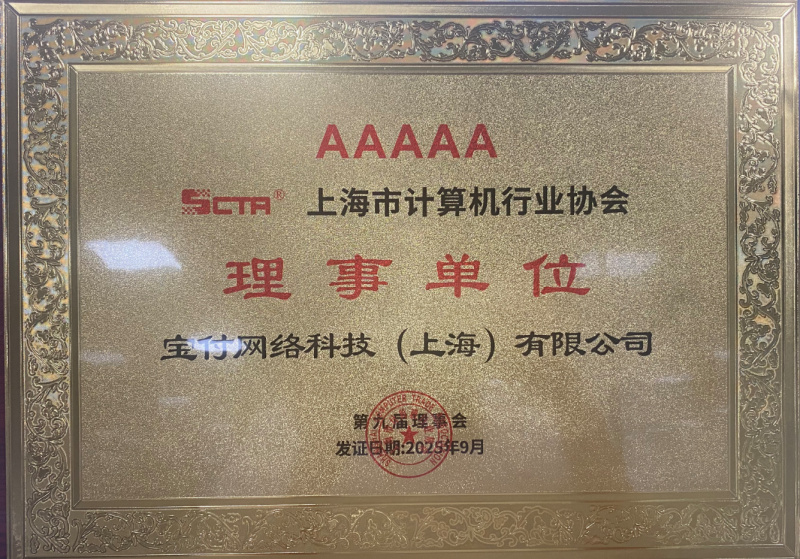 AAAAA
SCTA® 上海市计算机行业协会
理事单位
宝付网络科技（上海）有限公司
第九届理事会
发证日期:2025年9月